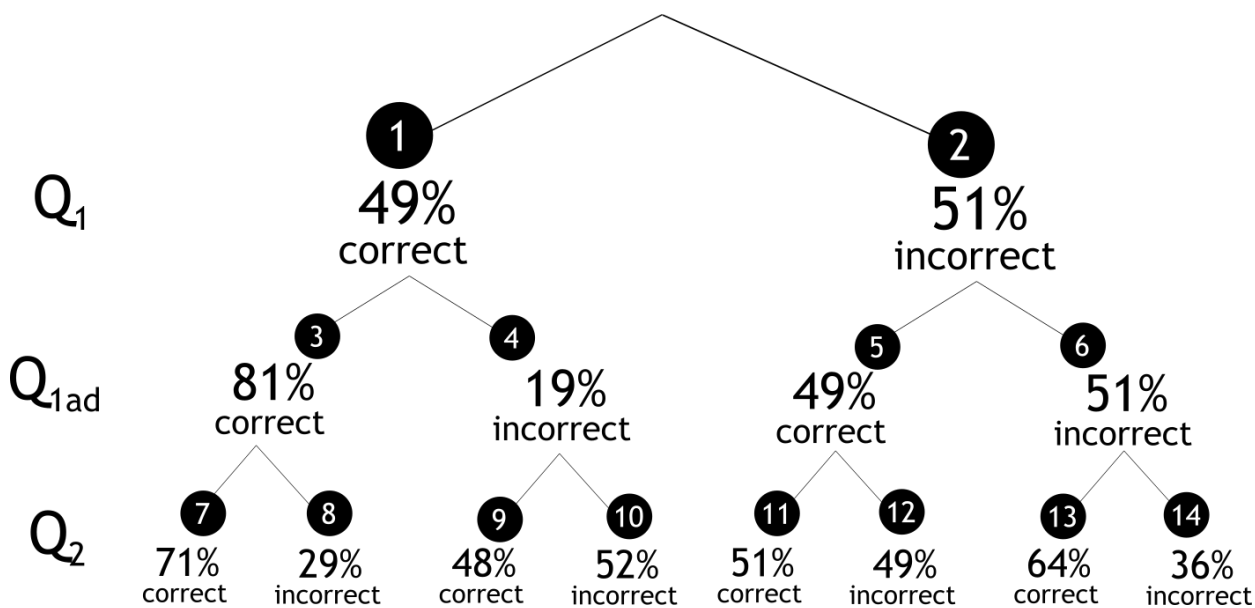 1 2
Q1 49% 51%
correct incorrect
3 4 5 6
Q1ad 81% 19% 49% 51%
correct incorrect correct incorrect
7 8 9 10 11 12 13 14
Q2 71% 29% 48% 52% 51% 49% 64% 36%
correct incorrect correct incorrect correct incorrect correct incorrect